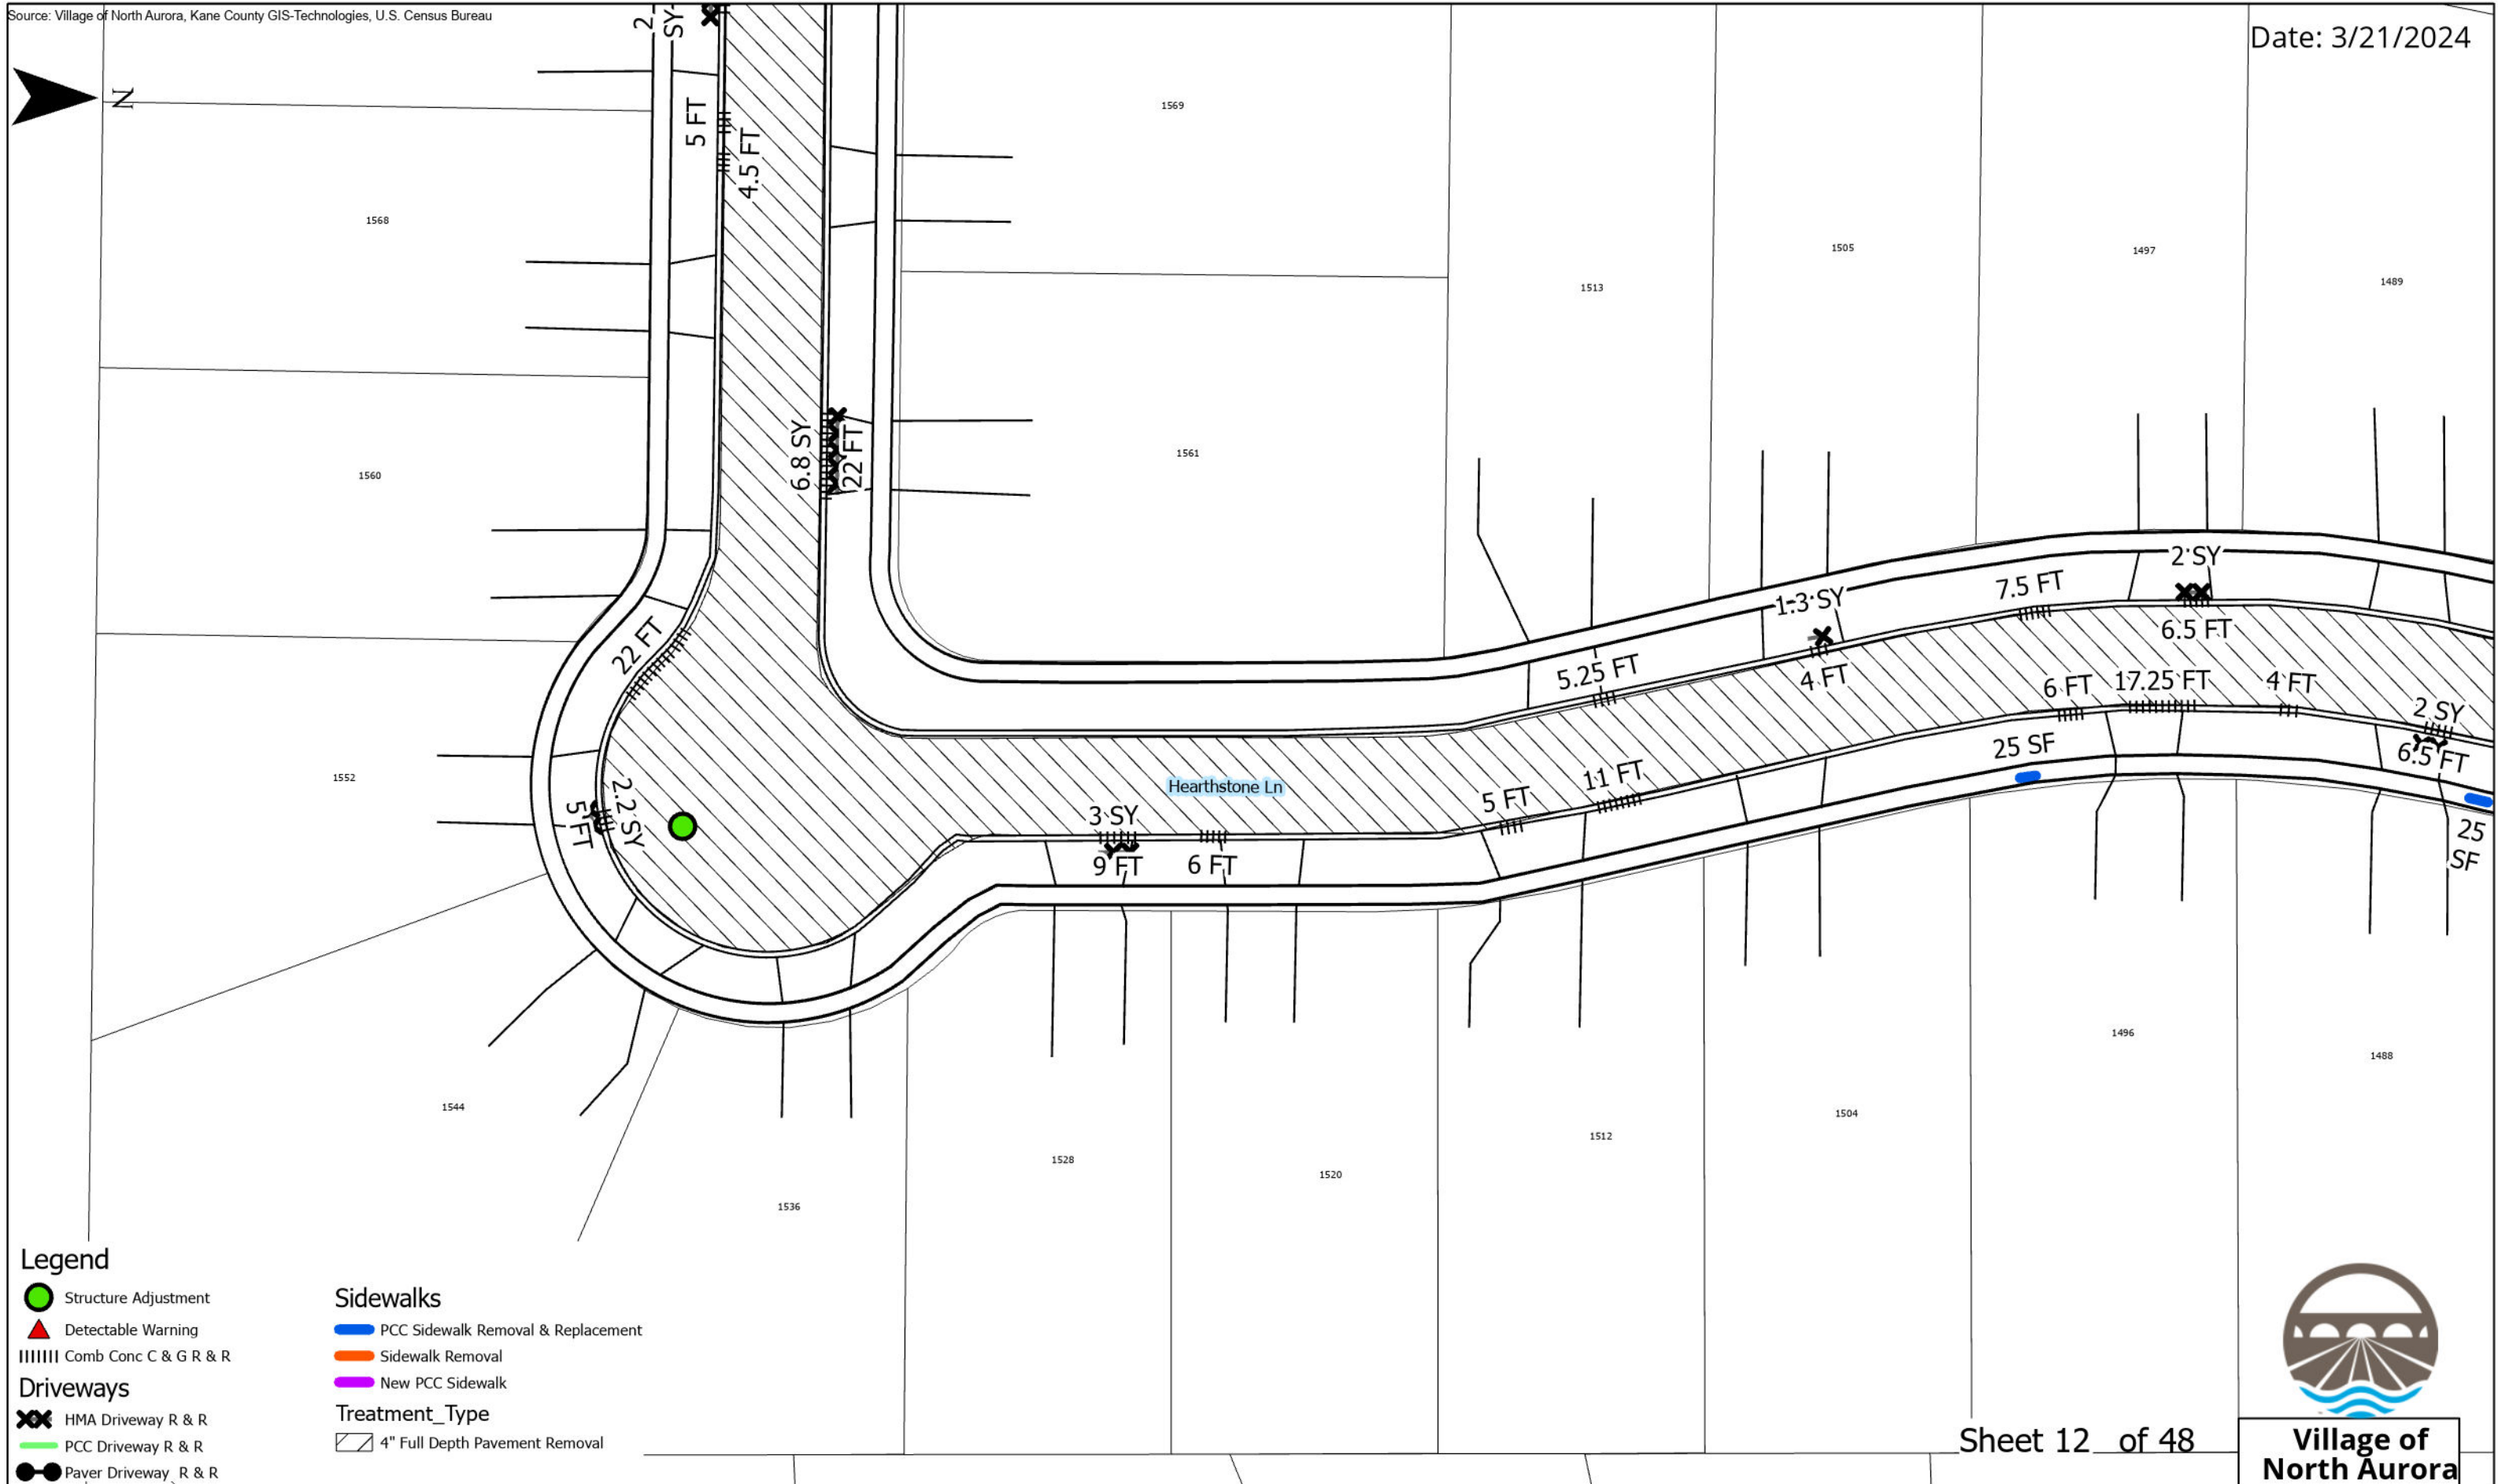 Source: Village of North Aurora, Kane County GIS-Technologies, U.S. Census Bureau
Date: 3/21/2024
N
2
SY
5 FT
4.5 FT
1569
1568
1505
1497
1489
1513
6.8 SY
22 FT
1561
1560
2 SY
7.5 FT
1.3 SY
6.5 FT
22 FT
5.25 FT
4 FT
6 FT
17.25 FT
4 FT
2 SY
6.5 FT
25 SF
1552
Hearthstone Ln
11 FT
5 FT
3 SY
9 FT
6 FT
2.2 SY
5 FT
25
SF
1496
1488
1544
1504
1512
1528
1520
1536
Legend
Structure Adjustment
Detectable Warning
Comb Conc C & G R & R
Driveways
HMA Driveway R & R
PCC Driveway R & R
Paver Driveway R & R
Sidewalks
PCC Sidewalk Removal & Replacement
Sidewalk Removal
New PCC Sidewalk
Treatment_Type
4" Full Depth Pavement Removal
Sheet 12 of 48
Village of
North Aurora